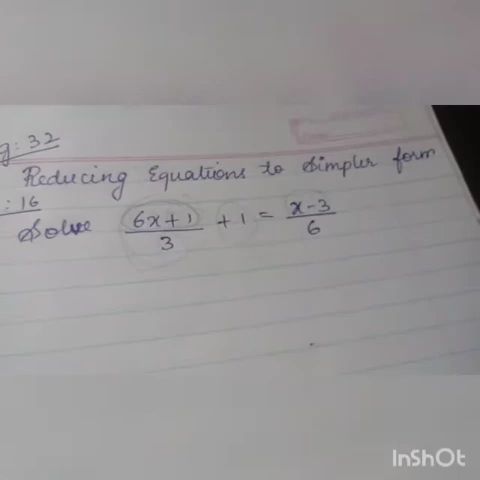 g: 32
Reducing Equations to Simpler form
: 16
Solve 6x+1/3 + 1 = x-3/6
InShOt